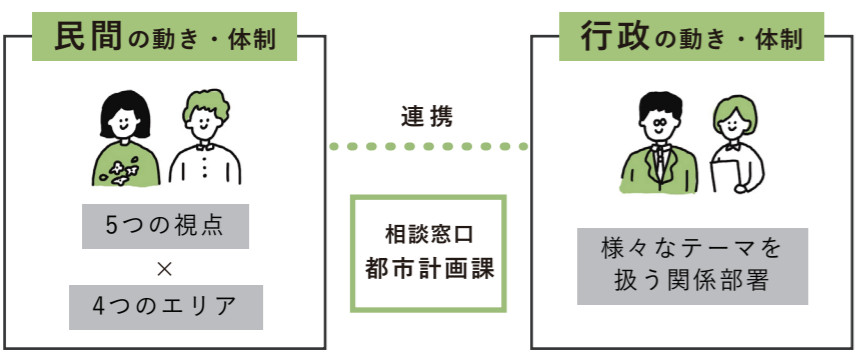 民間の動き・体制
5つの視点
×
4つのエリア
連携
相談窓口
都市計画課
行政の動き・体制
様々なテーマを
扱う関係部署